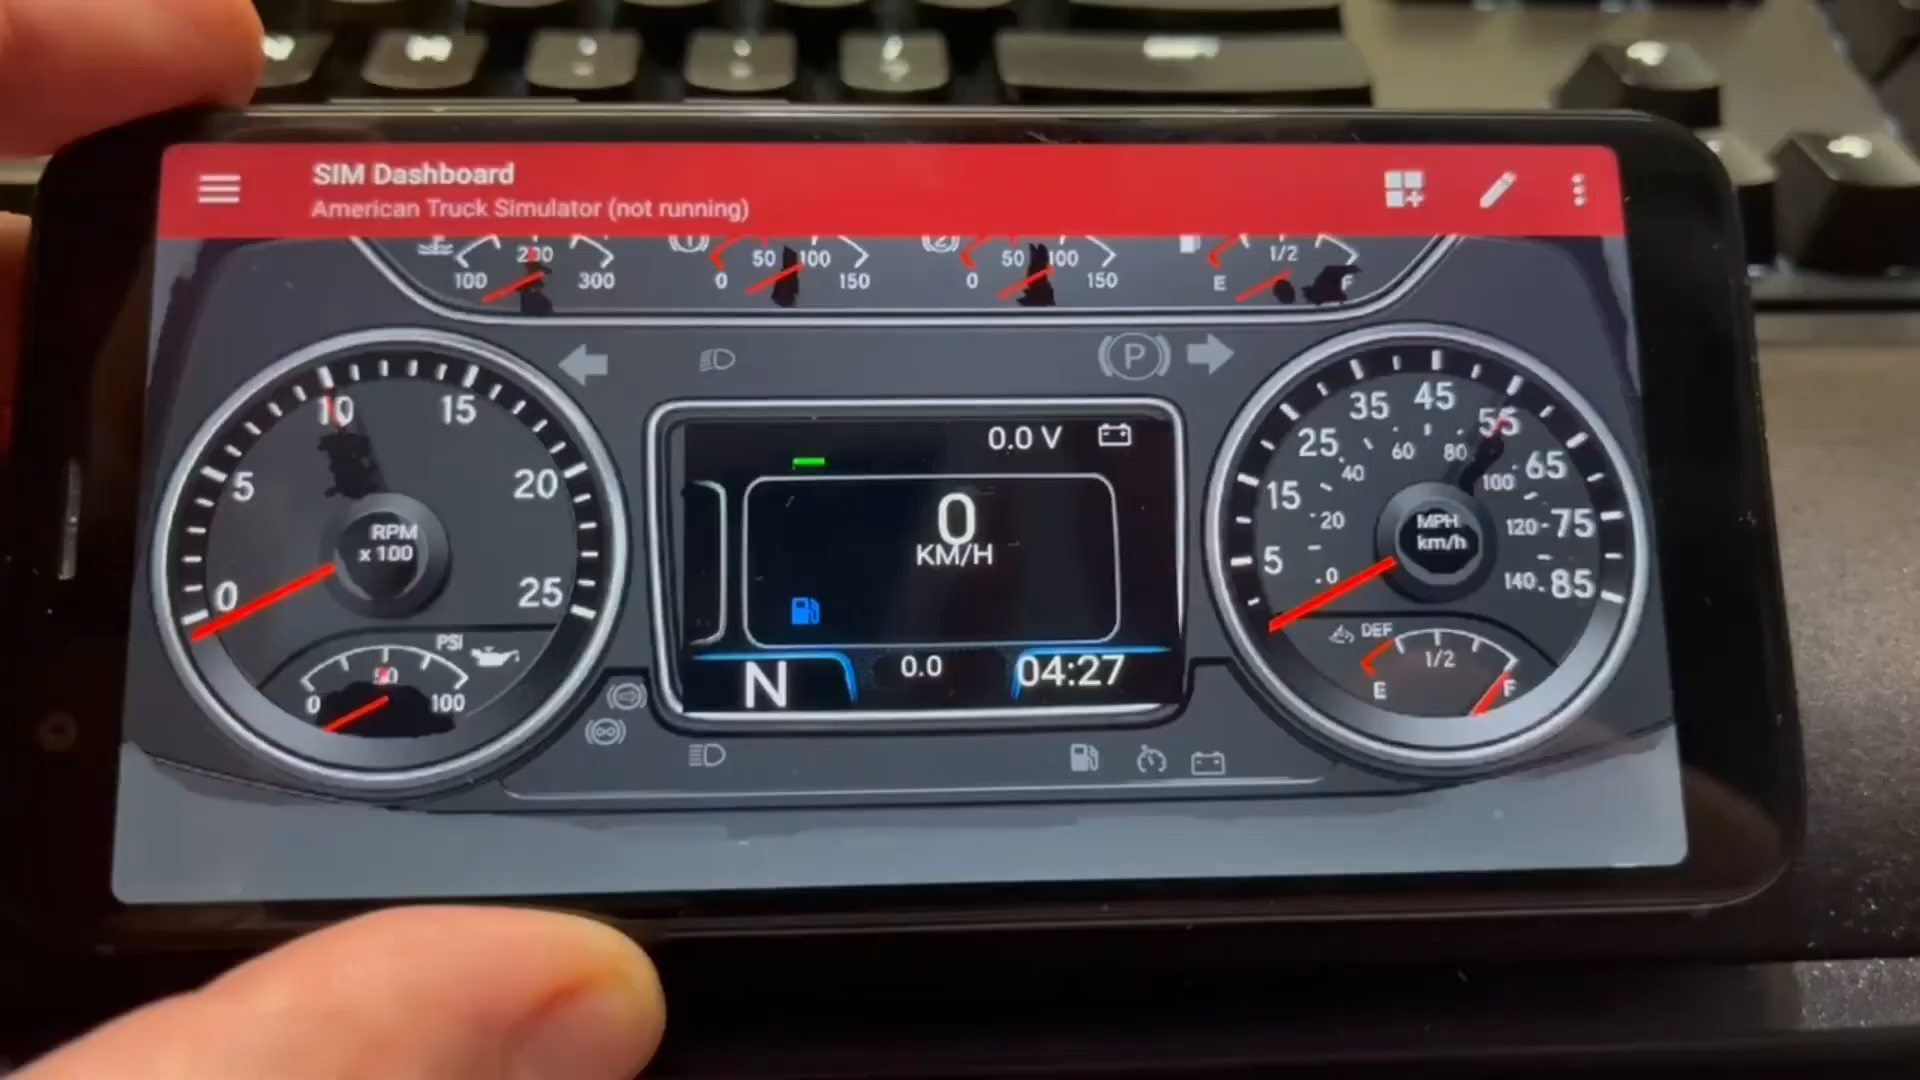 SIM Dashboard
American Truck Simulator (not running)
100 200 300
0 50 100 150
0 50 100 150
E 1/2 F
0 5 10 15 20 25
RPM
x 100
PSI
0 50 100
0.0 V
0
KM/H
N 0.0 04:27
P
5 15 25 35 45 55 65 75 85
0 20 40 60 80 100 120 140
MPH
km/h
DEF
E 1/2 F